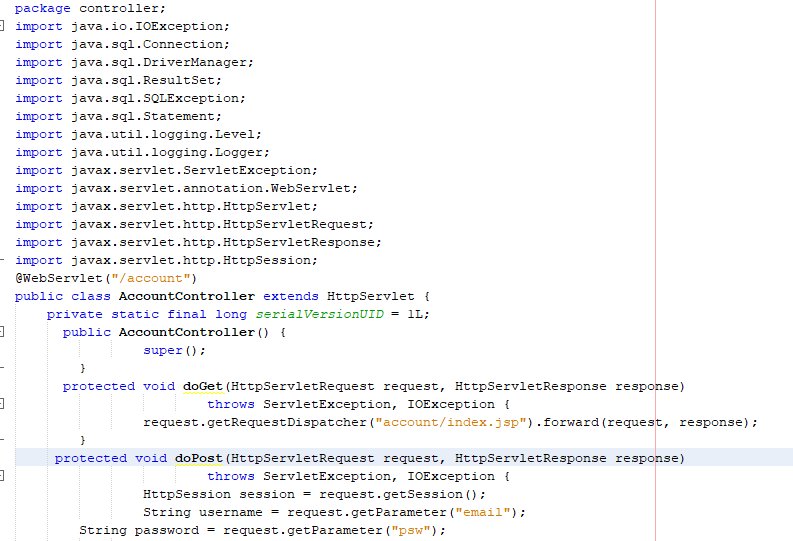 package controller;
import java.io.IOException;
import java.sql.Connection;
import java.sql.DriverManager;
import java.sql.ResultSet;
import java.sql.SQLException;
import java.sql.Statement;
import java.util.logging.Level;
import java.util.logging.Logger;
import javax.servlet.ServletException;
import javax.servlet.annotation.WebServlet;
import javax.servlet.http.HttpServlet;
import javax.servlet.http.HttpServletRequest;
import javax.servlet.http.HttpServletResponse;
import javax.servlet.http.HttpSession;
@WebServlet("/account")
public class AccountController extends HttpServlet {
private static final long serialVersionUID = 1L;
public AccountController() {
super();
}
protected void doGet(HttpServletRequest request, HttpServletResponse response)
throws ServletException, IOException {
request.getRequestDispatcher("account/index.jsp").forward(request, response);
}
protected void doPost(HttpServletRequest request, HttpServletResponse response)
throws ServletException, IOException {
HttpSession session = request.getSession();
String username = request.getParameter("email");
String password = request.getParameter("psw");